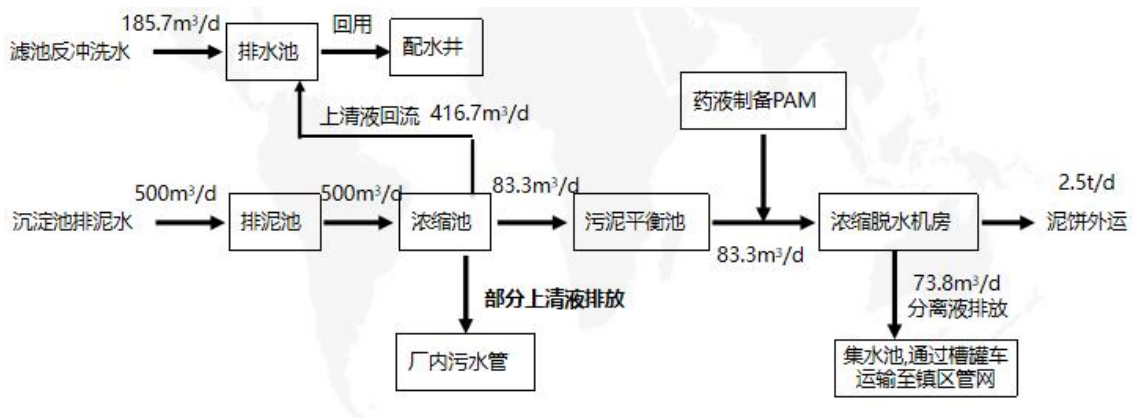 185.7m³/d
滤池反冲洗水
排水池
回用
配水井
上清液回流 416.7m³/d
药液制备PAM
500m³/d
沉淀池排泥水
排泥池
500m³/d
浓缩池
83.3m³/d
污泥平衡池
83.3m³/d
浓缩脱水机房
2.5t/d
泥饼外运
部分上清液排放
厂内污水管
73.8m³/d
分离液排放
集水池,通过槽罐车
运输至镇区管网